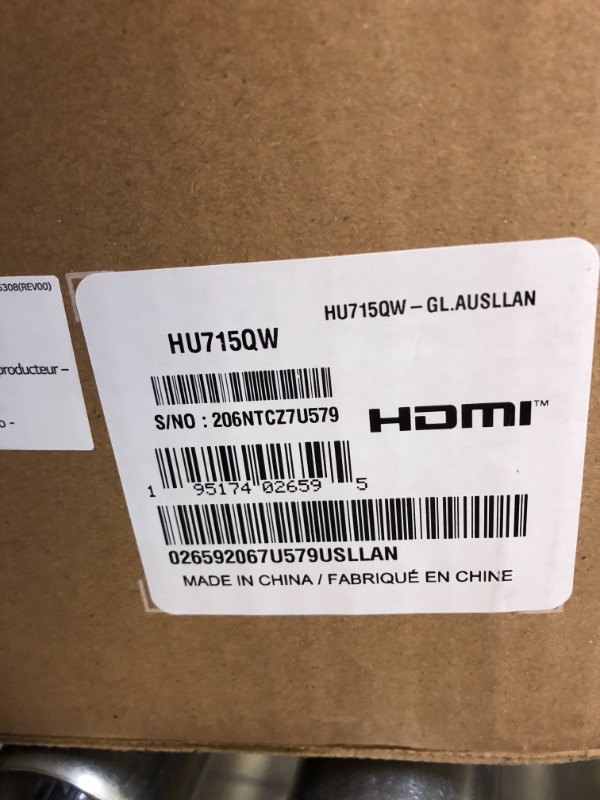 5308(REV00)
producteur –
o -
HU715QW – GL.AUSLLAN
HU715QW
S/NO : 206NTCZ7U579
HDMI™
1 95174 02659 5
026592067U579USLLAN
MADE IN CHINA / FABRIQUÉ EN CHINE